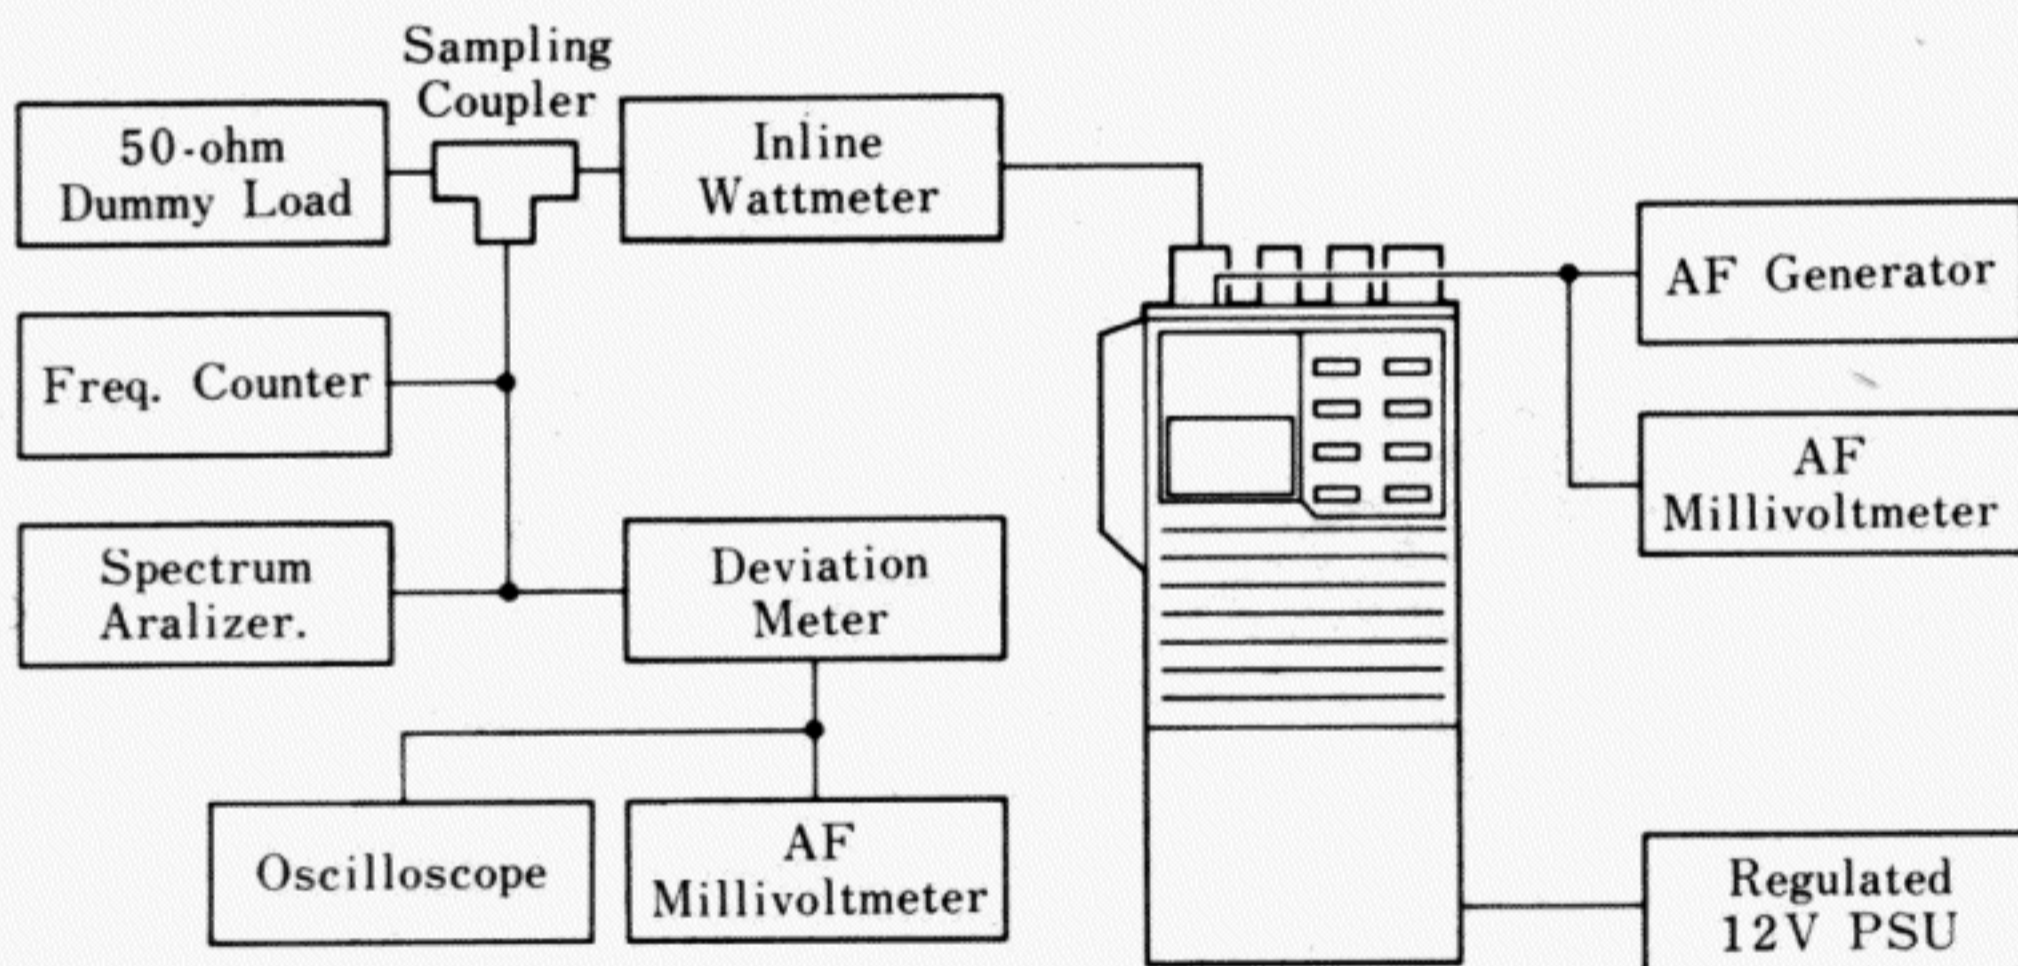 Sampling
Coupler
50-ohm
Dummy Load
Inline
Wattmeter
AF Generator
Freq. Counter
AF
Millivoltmeter
Spectrum
Aralizer.
Deviation
Meter
Oscilloscope
AF
Millivoltmeter
Regulated
12V PSU